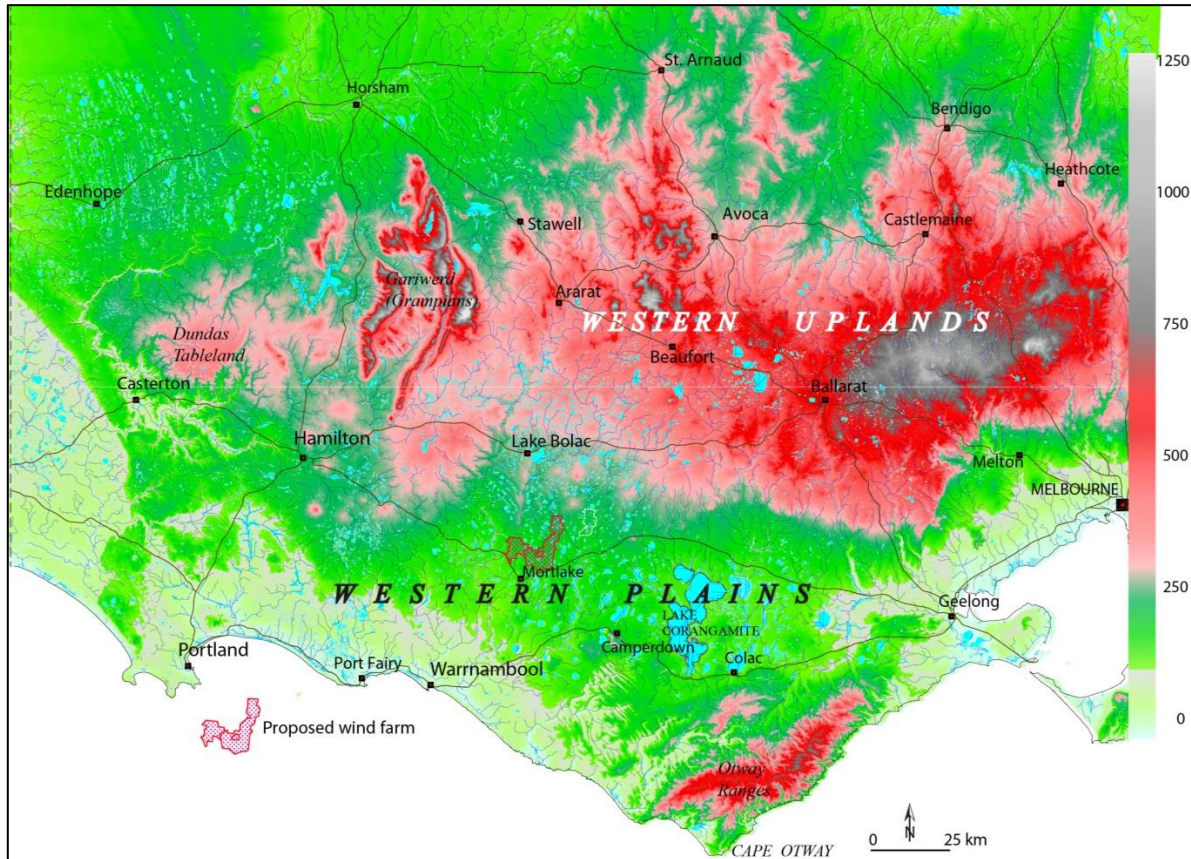 1250
St. Arnaud
Horsham
Bendigo
Heathcote
1000
Edenhope
Avoca
Castlemaine
Stawell
Gariwerd
(Grampians)
Ararat
WESTERN UPLANDS
750
Dundas
Tableland
Beaufort
Casterton
Ballarat
Hamilton
Lake Bolac
500
Melton
MELBOURNE
Mortlake
WESTERN PLAINS
250
LAKE
CORANGAMITE
Geelong
Camperdown
Portland
Port Fairy
Warrnambool
Colac
0
Proposed wind farm
Otway
Ranges
N
0 25 km
CAPE OTWAY